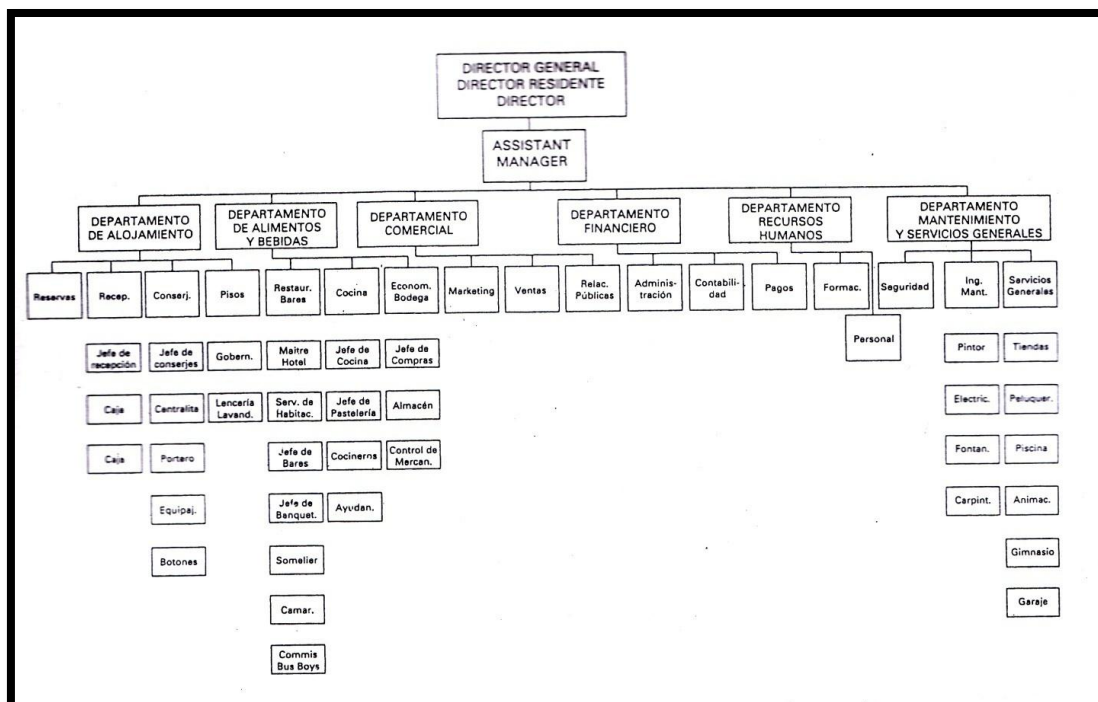 DIRECTOR GENERAL
DIRECTOR RESIDENTE
DIRECTOR
ASSISTANT
MANAGER
DEPARTAMENTO
DE ALOJAMIENTO
DEPARTAMENTO
DE ALIMENTOS
Y BEBIDAS
DEPARTAMENTO
COMERCIAL
DEPARTAMENTO
FINANCIERO
DEPARTAMENTO
RECURSOS
HUMANOS
DEPARTAMENTO
MANTENIMIENTO
Y SERVICIOS GENERALES
Reservas
Recep.
Conserj.
Pisos
Restaur.
Bares
Cocina
Econom.
Bodega
Marketing
Ventas
Relac.
Públicas
Adminis-
tración
Contabili-
dad
Pagos
Formac.
Seguridad
Ing.
Mant.
Servicios
Generales
Personal
Jefe de
recepción
Jefe de
conserjes
Gobern.
Maitre
Hotel
Jefe de
Cocina
Jefe de
Compras
Pintor
Tiendas
Caja
Centralita
Lencería
Lavand.
Serv. de
Habitac.
Jefe de
Pastelería
Almacén
Electric.
Peluquer.
Caja
Portero
Jefe de
Bares
Cocineros
Control de
Mercan.
Fontan.
Piscina
Equipaj.
Jefe de
Banquet.
Ayudan.
Carpint.
Animac.
Botones
Somelier
Gimnasio
Camar.
Garaje
Commis
Bus Boys